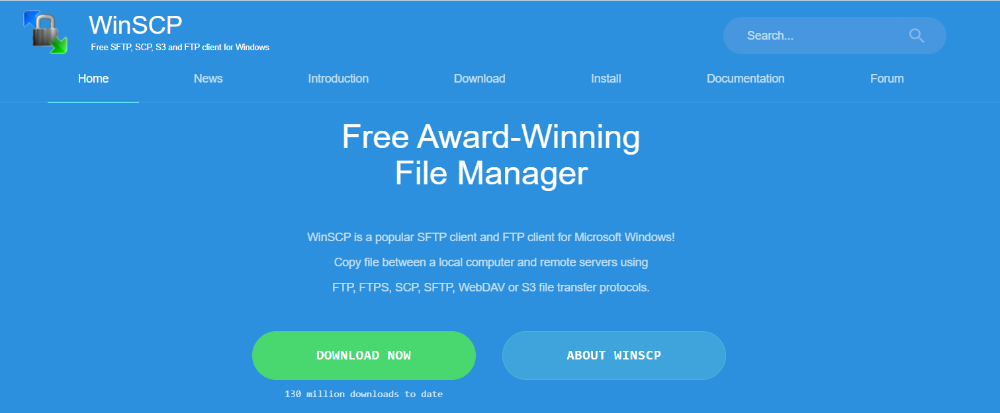 WinSCP
Free SFTP, SCP, S3 and FTP client for Windows
Search...
Home News Introduction Download Install Documentation Forum
Free Award-Winning
File Manager
WinSCP is a popular SFTP client and FTP client for Microsoft Windows!
Copy file between a local computer and remote servers using
FTP, FTPS, SCP, SFTP, WebDAV or S3 file transfer protocols.
DOWNLOAD NOW ABOUT WINSCP
130 million downloads to date